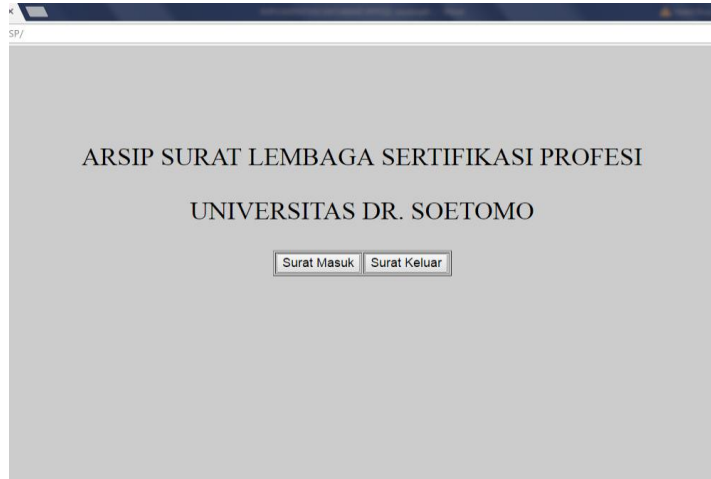 SP/
ARSIP SURAT LEMBAGA SERTIFIKASI PROFESI
UNIVERSITAS DR. SOETOMO
Surat Masuk Surat Keluar